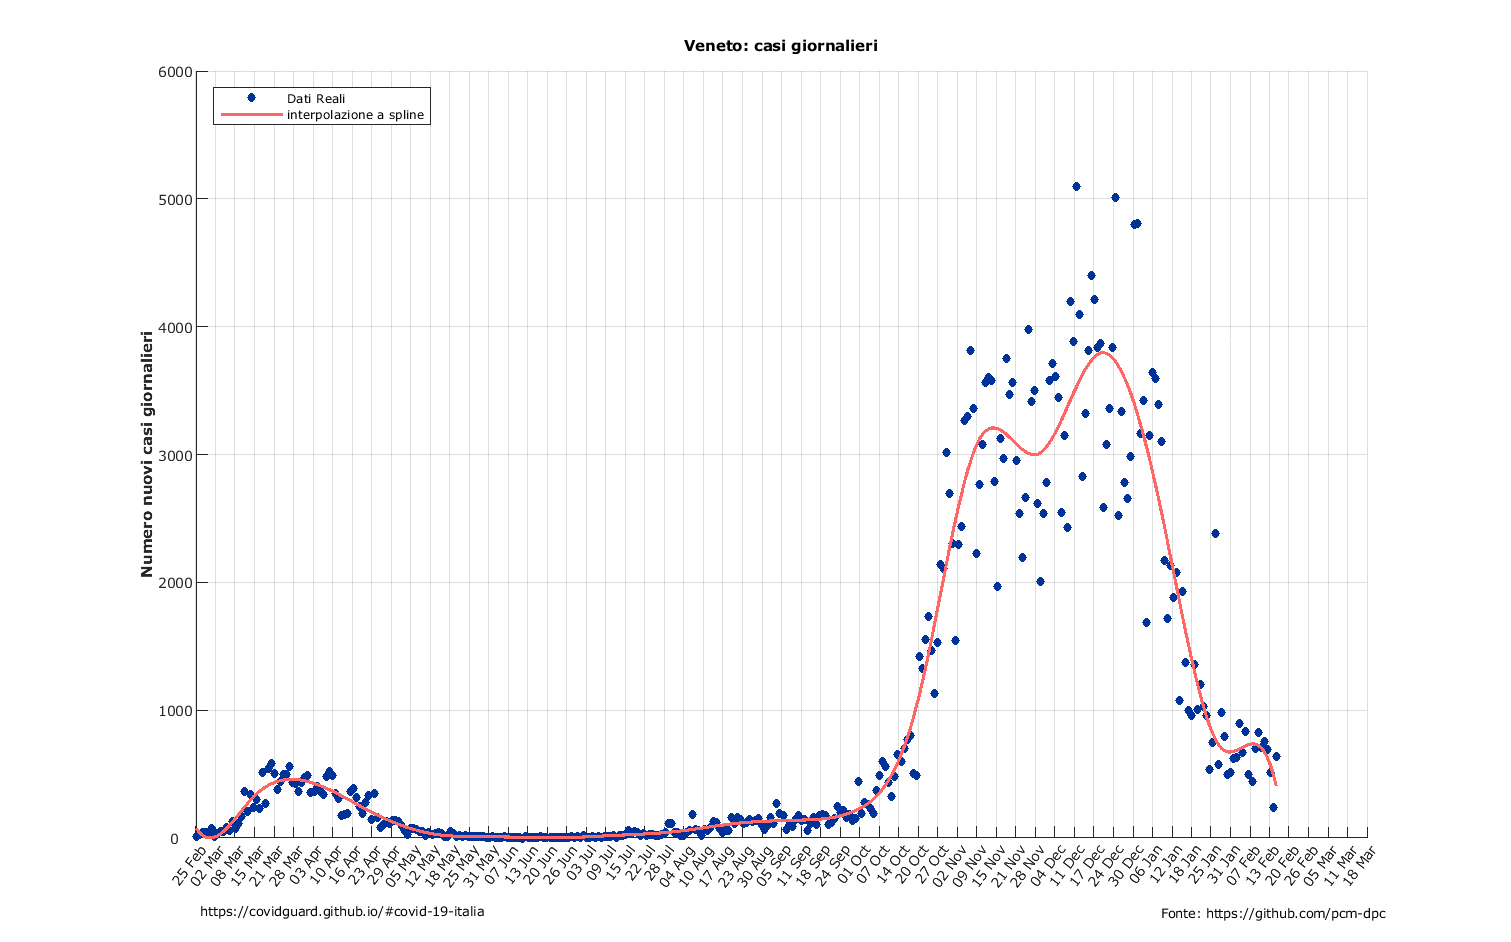 Veneto: casi giornalieri
Dati Reali
interpolazione a spline
Numero nuovi casi giornalieri
6000
5000
4000
3000
2000
1000
0
25 Feb
02 Mar
08 Mar
15 Mar
21 Mar
28 Mar
03 Apr
10 Apr
16 Apr
23 Apr
29 Apr
05 May
12 May
18 May
25 May
31 May
07 Jun
13 Jun
20 Jun
26 Jun
03 Jul
09 Jul
15 Jul
22 Jul
28 Jul
04 Aug
10 Aug
17 Aug
23 Aug
30 Aug
05 Sep
11 Sep
18 Sep
24 Sep
01 Oct
07 Oct
14 Oct
20 Oct
27 Oct
02 Nov
09 Nov
15 Nov
21 Nov
28 Nov
04 Dec
11 Dec
17 Dec
24 Dec
30 Dec
06 Jan
12 Jan
18 Jan
25 Jan
31 Jan
07 Feb
13 Feb
20 Feb
26 Feb
05 Mar
11 Mar
18 Mar
https://covidguard.github.io/#covid-19-italia
Fonte: https://github.com/pcm-dpc